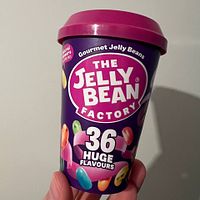 Gourmet Jelly Beans
THE
JELLY
BEAN
FACTORY
36
HUGE
FLAVOURS